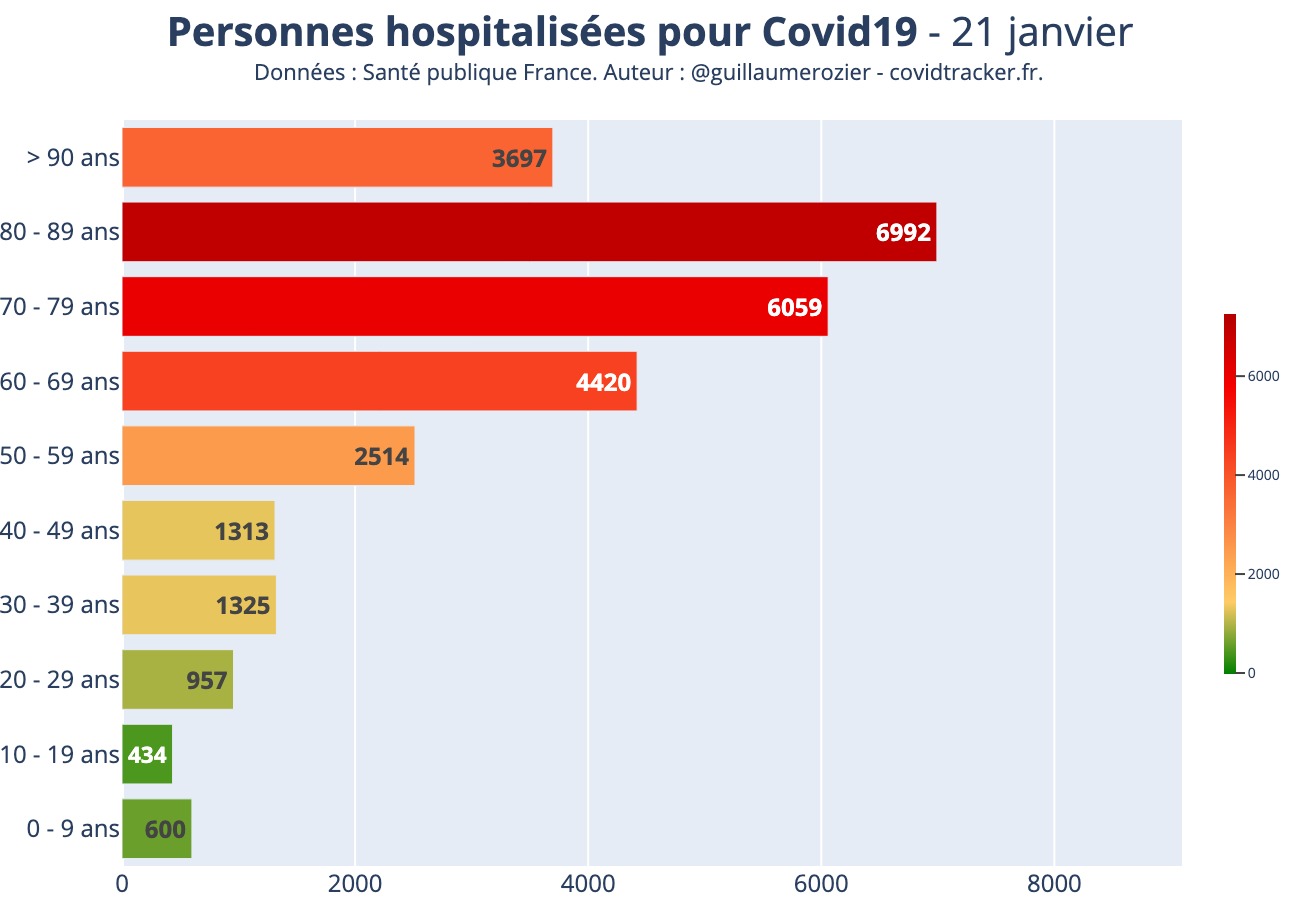 Personnes hospitalisées pour Covid19 - 21 janvier
Données : Santé publique France. Auteur : @guillaumerozier - covidtracker.fr.
> 90 ans 3697
80 - 89 ans 6992
70 - 79 ans 6059
60 - 69 ans 4420
50 - 59 ans 2514
40 - 49 ans 1313
30 - 39 ans 1325
20 - 29 ans 957
10 - 19 ans 434
0 - 9 ans 600
0 2000 4000 6000 8000
6000
4000
2000
0